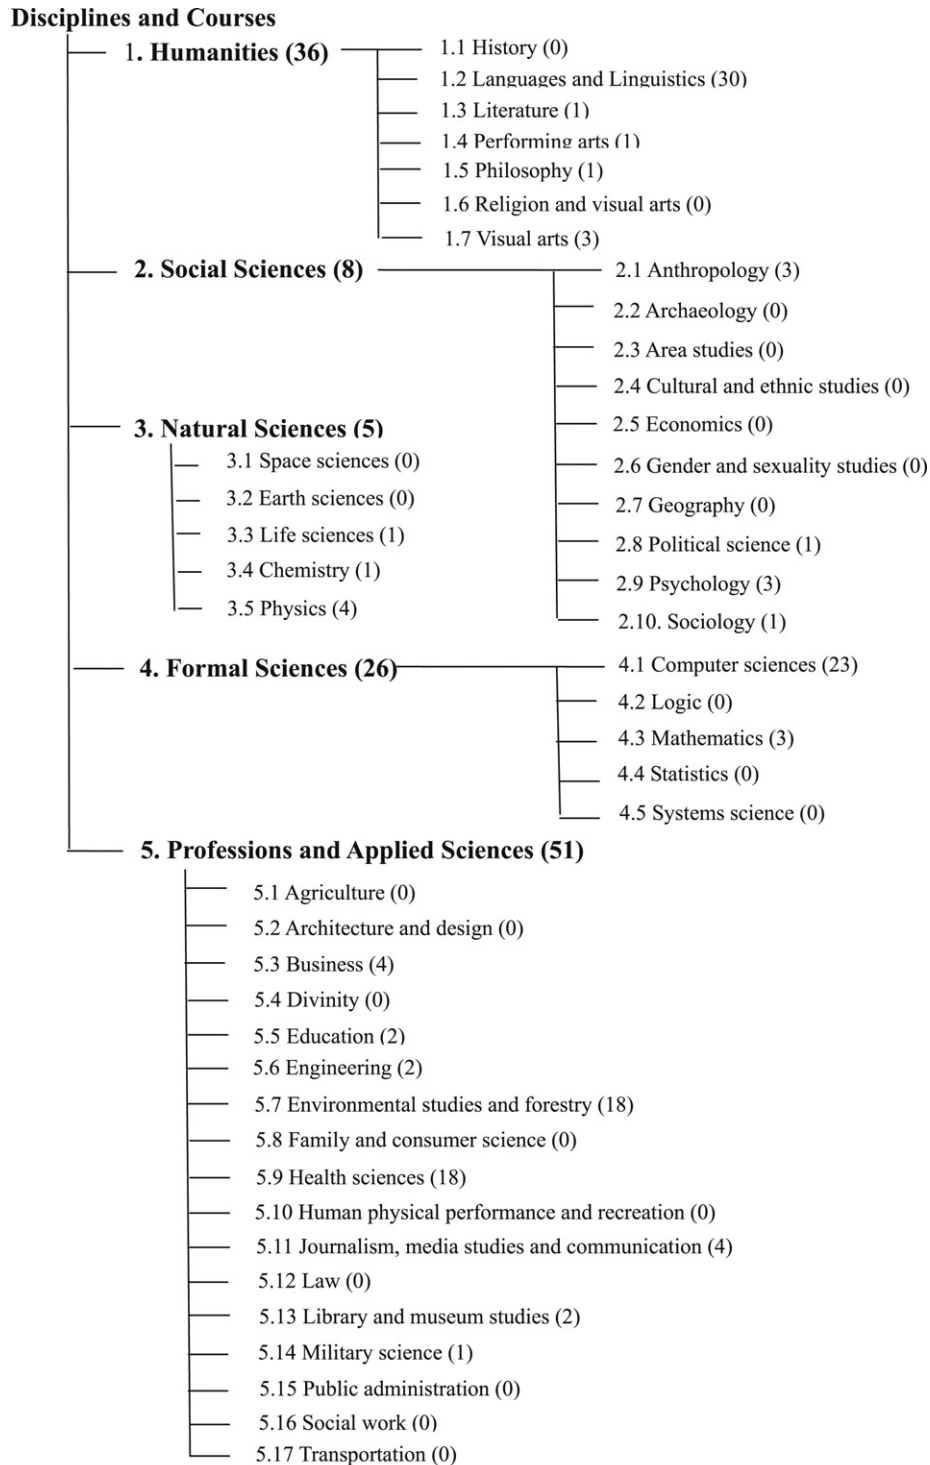 Disciplines and Courses
1. Humanities (36)
1.1 History (0)
1.2 Languages and Linguistics (30)
1.3 Literature (1)
1.4 Performing arts (1)
1.5 Philosophy (1)
1.6 Religion and visual arts (0)
1.7 Visual arts (3)
2. Social Sciences (8)
2.1 Anthropology (3)
2.2 Archaeology (0)
2.3 Area studies (0)
2.4 Cultural and ethnic studies (0)
2.5 Economics (0)
2.6 Gender and sexuality studies (0)
2.7 Geography (0)
2.8 Political science (1)
2.9 Psychology (3)
2.10. Sociology (1)
3. Natural Sciences (5)
3.1 Space sciences (0)
3.2 Earth sciences (0)
3.3 Life sciences (1)
3.4 Chemistry (1)
3.5 Physics (4)
4. Formal Sciences (26)
4.1 Computer sciences (23)
4.2 Logic (0)
4.3 Mathematics (3)
4.4 Statistics (0)
4.5 Systems science (0)
5. Professions and Applied Sciences (51)
5.1 Agriculture (0)
5.2 Architecture and design (0)
5.3 Business (4)
5.4 Divinity (0)
5.5 Education (2)
5.6 Engineering (2)
5.7 Environmental studies and forestry (18)
5.8 Family and consumer science (0)
5.9 Health sciences (18)
5.10 Human physical performance and recreation (0)
5.11 Journalism, media studies and communication (4)
5.12 Law (0)
5.13 Library and museum studies (2)
5.14 Military science (1)
5.15 Public administration (0)
5.16 Social work (0)
5.17 Transportation (0)